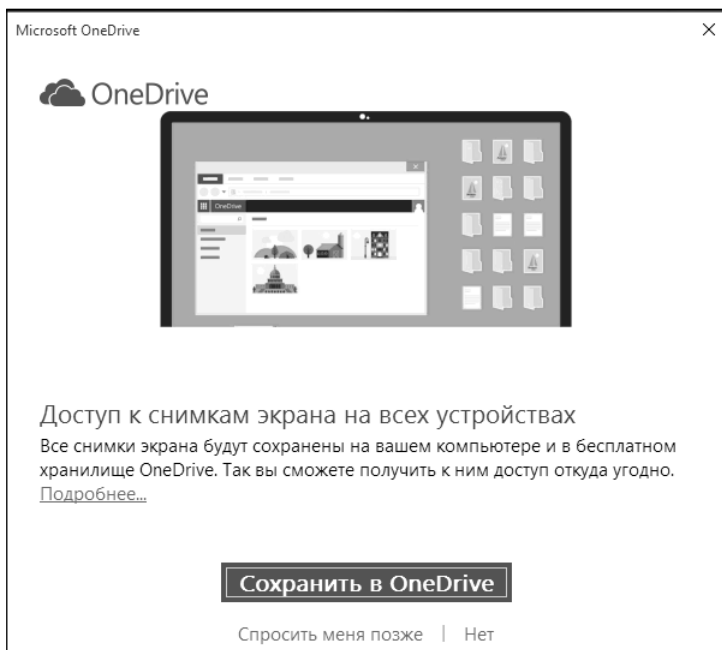 Microsoft OneDrive
OneDrive
OneDrive
Доступ к снимкам экрана на всех устройствах
Все снимки экрана будут сохранены на вашем компьютере и в бесплатном
хранилище OneDrive. Так вы сможете получить к ним доступ откуда угодно.
Подробнее...
Сохранить в OneDrive
Спросить меня позже | Нет